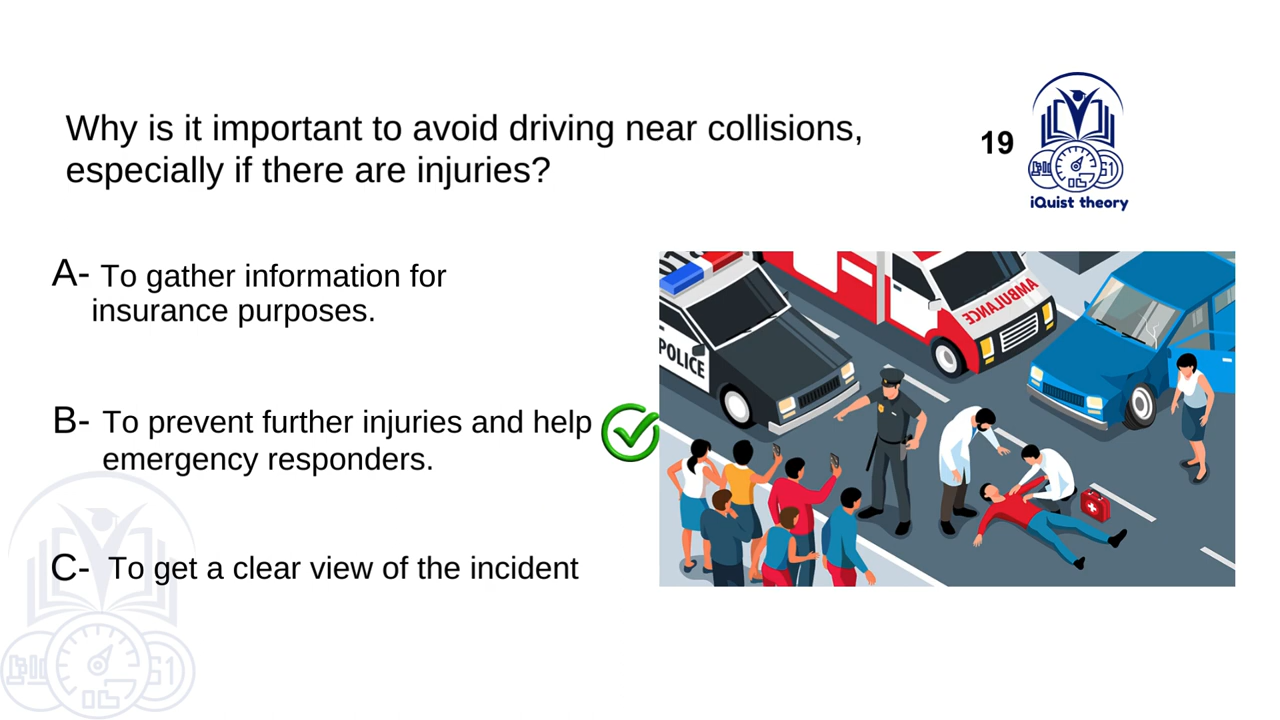 Why is it important to avoid driving near collisions,
especially if there are injuries?
19
iQuist theory
A- To gather information for
insurance purposes.
B- To prevent further injuries and help
emergency responders.
C- To get a clear view of the incident
POLICE
AMBULANCE